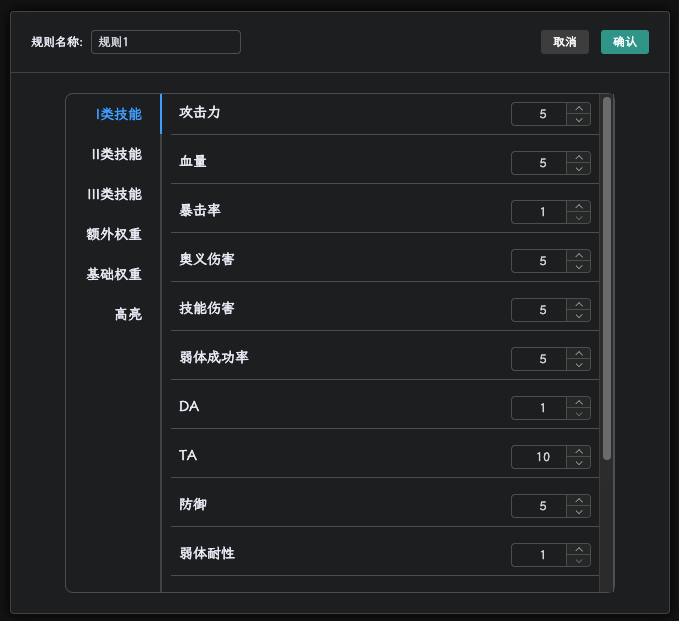 规则名称: 规则1 取消 确认
I类技能
II类技能
III类技能
额外权重
基础权重
高亮
攻击力 5
血量 5
暴击率 1
奥义伤害 5
技能伤害 5
弱体成功率 5
DA 1
TA 10
防御 5
弱体耐性 1